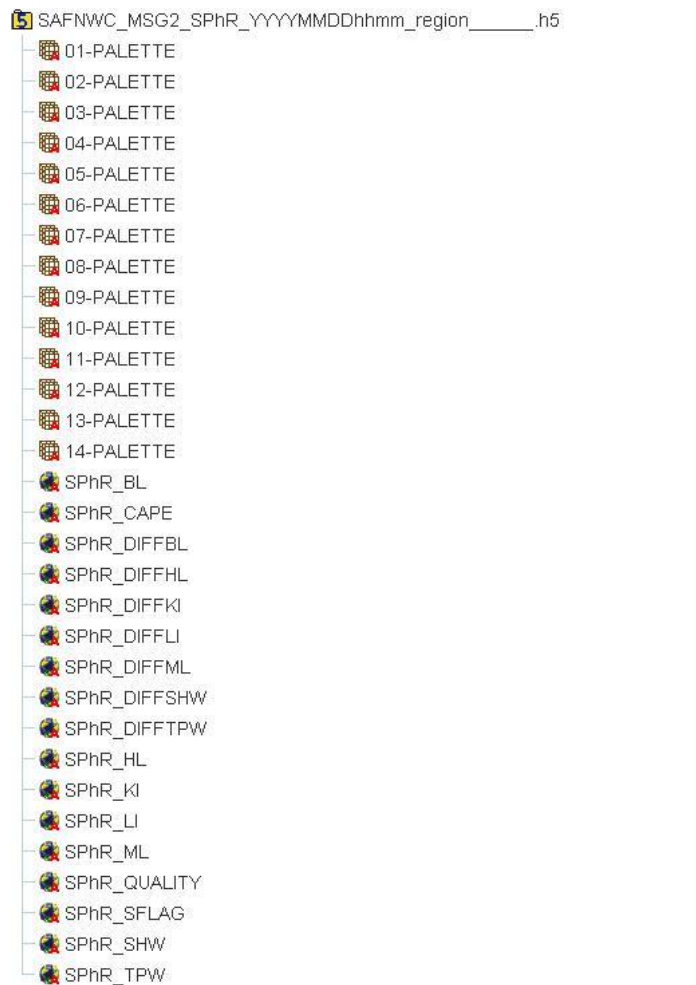 SAFNWC_MSG2_SPhR_YYYYMMDDhhmm_region_______.h5
01-PALETTE
02-PALETTE
03-PALETTE
04-PALETTE
05-PALETTE
06-PALETTE
07-PALETTE
08-PALETTE
09-PALETTE
10-PALETTE
11-PALETTE
12-PALETTE
13-PALETTE
14-PALETTE
SPhR_BL
SPhR_CAPE
SPhR_DIFFBL
SPhR_DIFFHL
SPhR_DIFFKI
SPhR_DIFFLI
SPhR_DIFFML
SPhR_DIFFSHW
SPhR_DIFFTPW
SPhR_HL
SPhR_KI
SPhR_LI
SPhR_ML
SPhR_QUALITY
SPhR_SFLAG
SPhR_SHW
SPhR_TPW